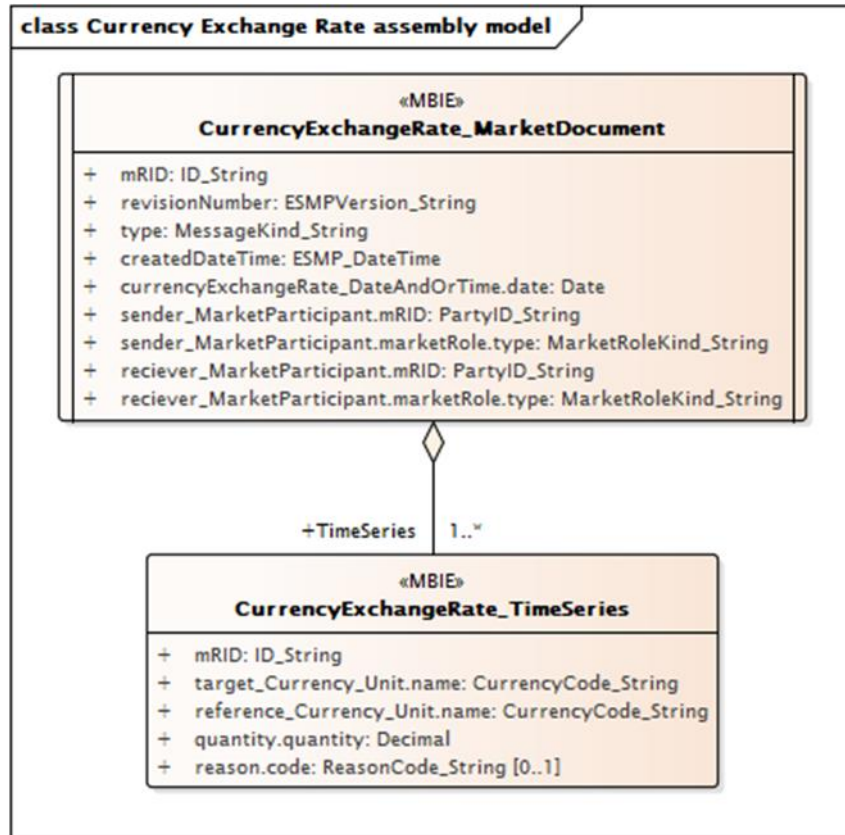 class Currency Exchange Rate assembly model
«MBIE»
CurrencyExchangeRate_MarketDocument
+ mRID: ID_String
+ revisionNumber: ESMPVersion_String
+ type: MessageKind_String
+ createdDateTime: ESMP_DateTime
+ currencyExchangeRate_DateAndOrTime.date: Date
+ sender_MarketParticipant.mRID: PartyID_String
+ sender_MarketParticipant.marketRole.type: MarketRoleKind_String
+ reciever_MarketParticipant.mRID: PartyID_String
+ reciever_MarketParticipant.marketRole.type: MarketRoleKind_String
+TimeSeries 1..*
«MBIE»
CurrencyExchangeRate_TimeSeries
+ mRID: ID_String
+ target_Currency_Unit.name: CurrencyCode_String
+ reference_Currency_Unit.name: CurrencyCode_String
+ quantity.quantity: Decimal
+ reason.code: ReasonCode_String [0..1]